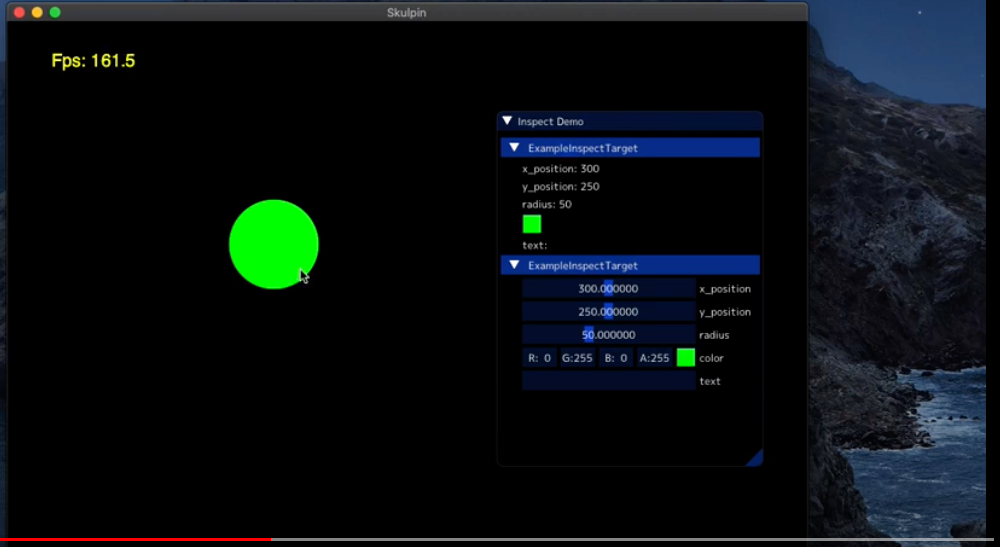 Skulpin
Fps: 161.5
Inspect Demo
ExampleInspectTarget
x_position: 300
y_position: 250
radius: 50
text:
ExampleInspectTarget
300.000000 x_position
250.000000 y_position
50.000000 radius
R: 0 G:255 B: 0 A:255 color
text